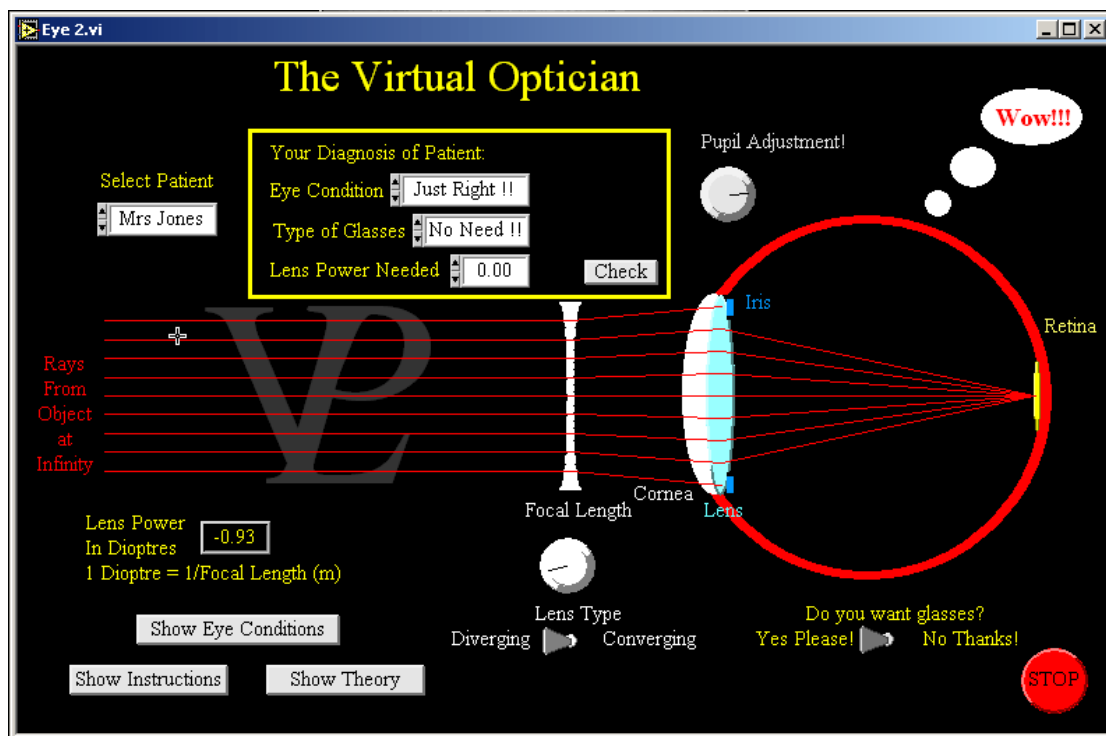 Eye 2.vi
The Virtual Optician
Wow!!!
Your Diagnosis of Patient:
Pupil Adjustment!
Select Patient
Eye Condition Just Right !!
Mrs Jones
Type of Glasses No Need !!
Lens Power Needed 0.00 Check
Iris
Retina
Rays
From
Object
at
Infinity
VPL
Cornea
Focal Length
Lens
Lens Power
In Dioptres
-0.93
1 Dioptre = 1/Focal Length (m)
Lens Type
Diverging Converging
Do you want glasses?
Yes Please! No Thanks!
Show Eye Conditions
Show Instructions
Show Theory
STOP